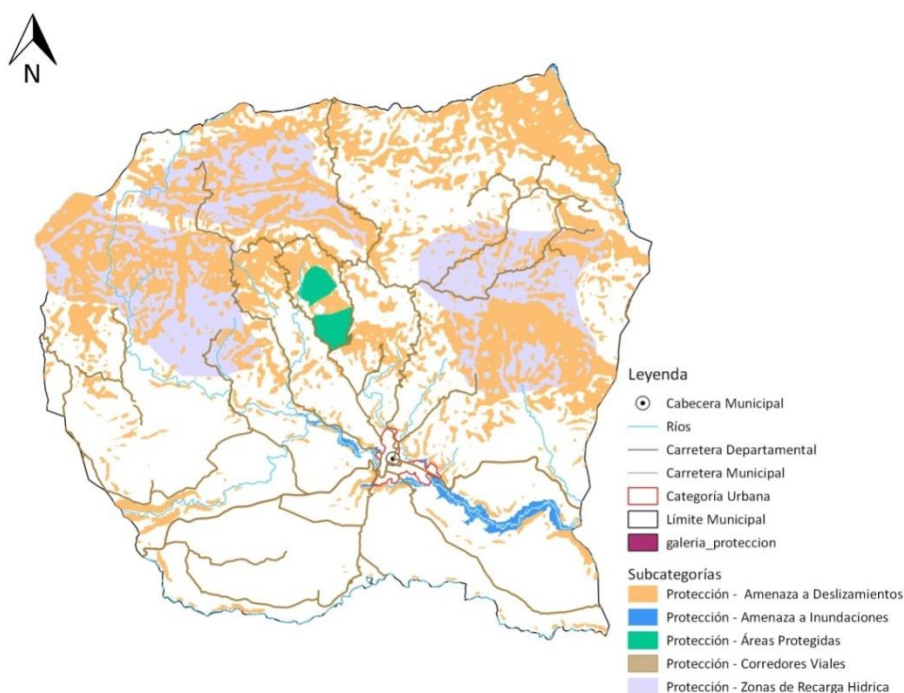 N
Leyenda
Cabecera Municipal
Ríos
Carretera Departamental
Carretera Municipal
Categoría Urbana
Límite Municipal
galeria_proteccion
Subcategorías
Protección - Amenaza a Deslizamientos
Protección - Amenaza a Inundaciones
Protección - Áreas Protegidas
Protección - Corredores Viales
Protección - Zonas de Recarga Hidrica